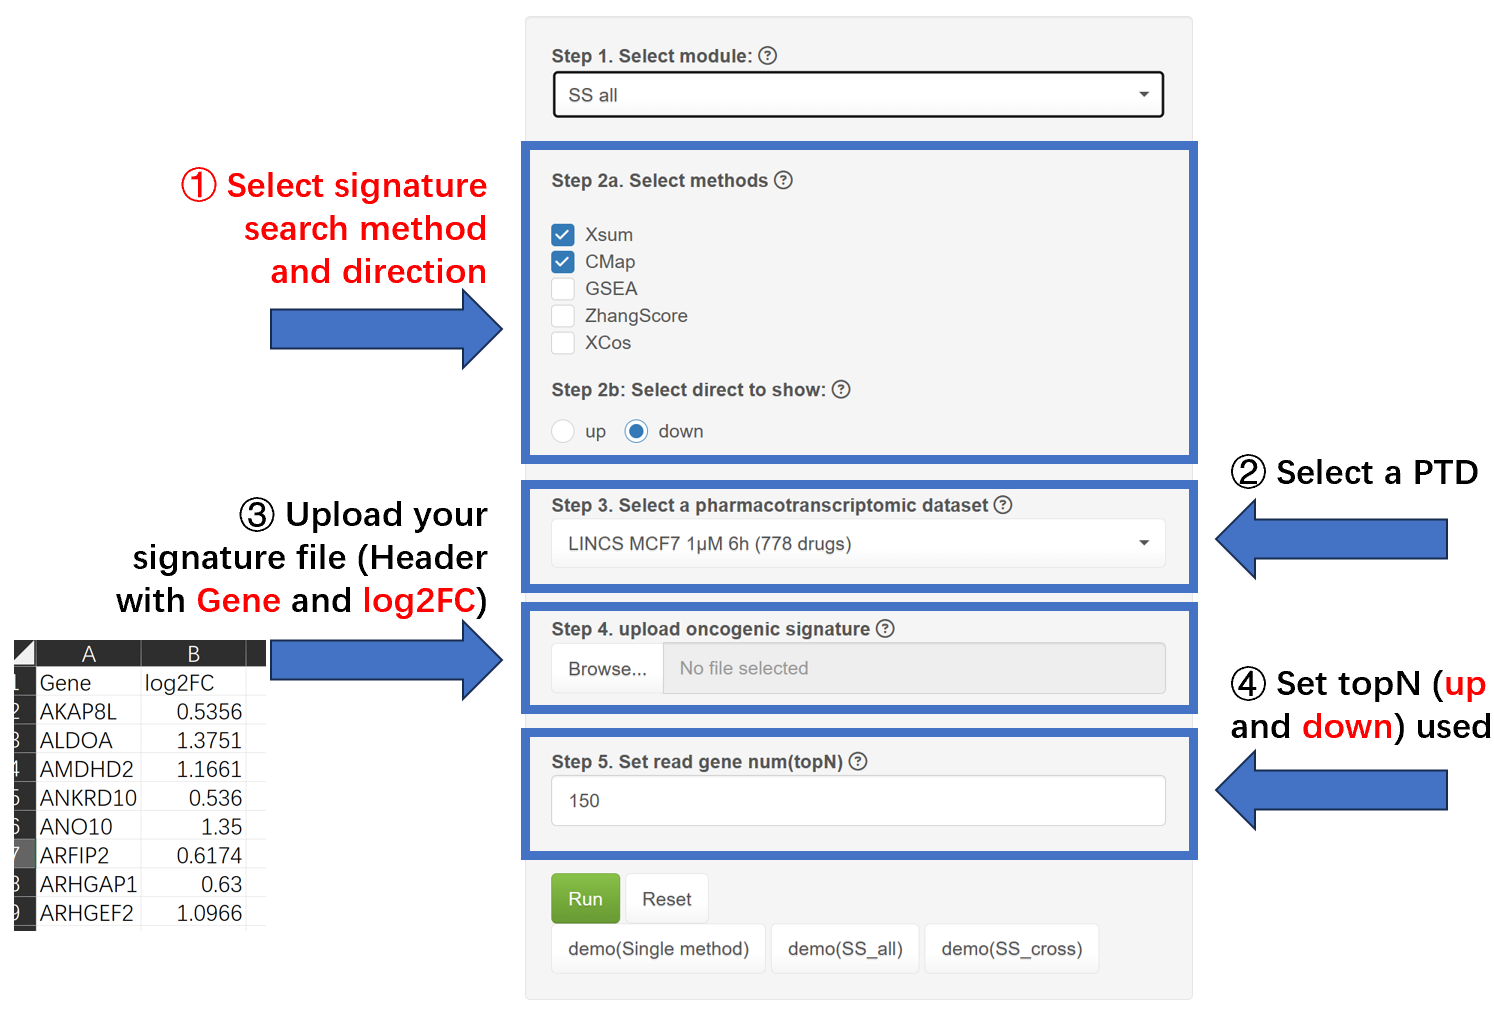 Step 1. Select module:
SS all
① Select signature
search method
and direction
Step 2a. Select methods
Xsum
CMap
GSEA
ZhangScore
XCos
Step 2b: Select direct to show:
up down
② Select a PTD
Step 3. Select a pharmacotranscriptomic dataset
LINCS MCF7 1μM 6h (778 drugs)
③ Upload your
signature file (Header
with Gene and log2FC)
Step 4. upload oncogenic signature
Browse... No file selected
A B
1 Gene log2FC
2 AKAP8L 0.5356
3 ALDOA 1.3751
4 AMDHD2 1.1661
5 ANKRD10 0.536
6 ANO10 1.35
7 ARFIP2 0.6174
8 ARHGAP1 0.63
9 ARHGEF2 1.0966
④ Set topN (up
and down) used
Step 5. Set read gene num(topN)
150
Run Reset
demo(Single method) demo(SS_all) demo(SS_cross)